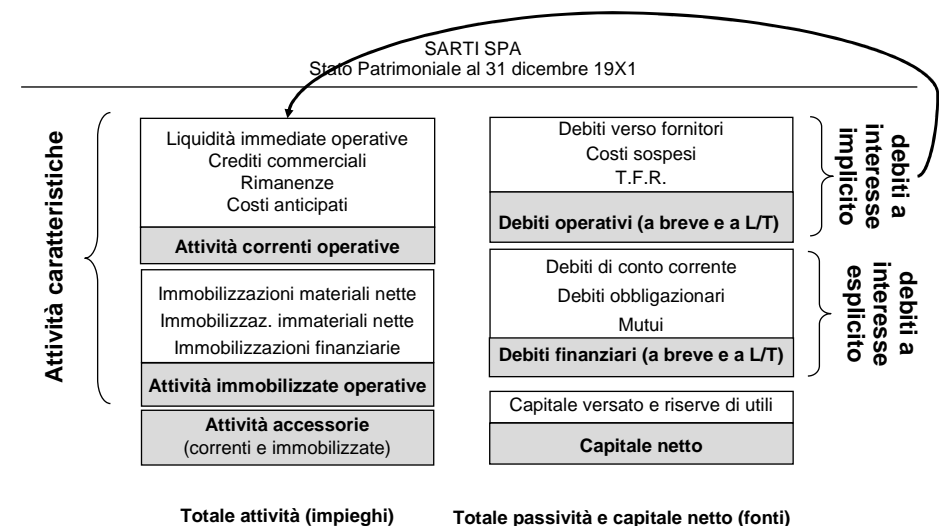 SARTI SPA
Stato Patrimoniale al 31 dicembre 19X1
Attività caratteristiche
Liquidità immediate operative
Crediti commerciali
Rimanenze
Costi anticipati
Attività correnti operative
Immobilizzazioni materiali nette
Immobilizzaz. immateriali nette
Immobilizzazioni finanziarie
Attività immobilizzate operative
Attività accessorie
(correnti e immobilizzate)
Totale attività (impieghi)
Debiti verso fornitori
Costi sospesi
T.F.R.
Debiti operativi (a breve e a L/T)
debiti a
interesse
implicito
Debiti di conto corrente
Debiti obbligazionari
Mutui
Debiti finanziari (a breve e a L/T)
debiti a
interesse
esplicito
Capitale versato e riserve di utili
Capitale netto
Totale passività e capitale netto (fonti)